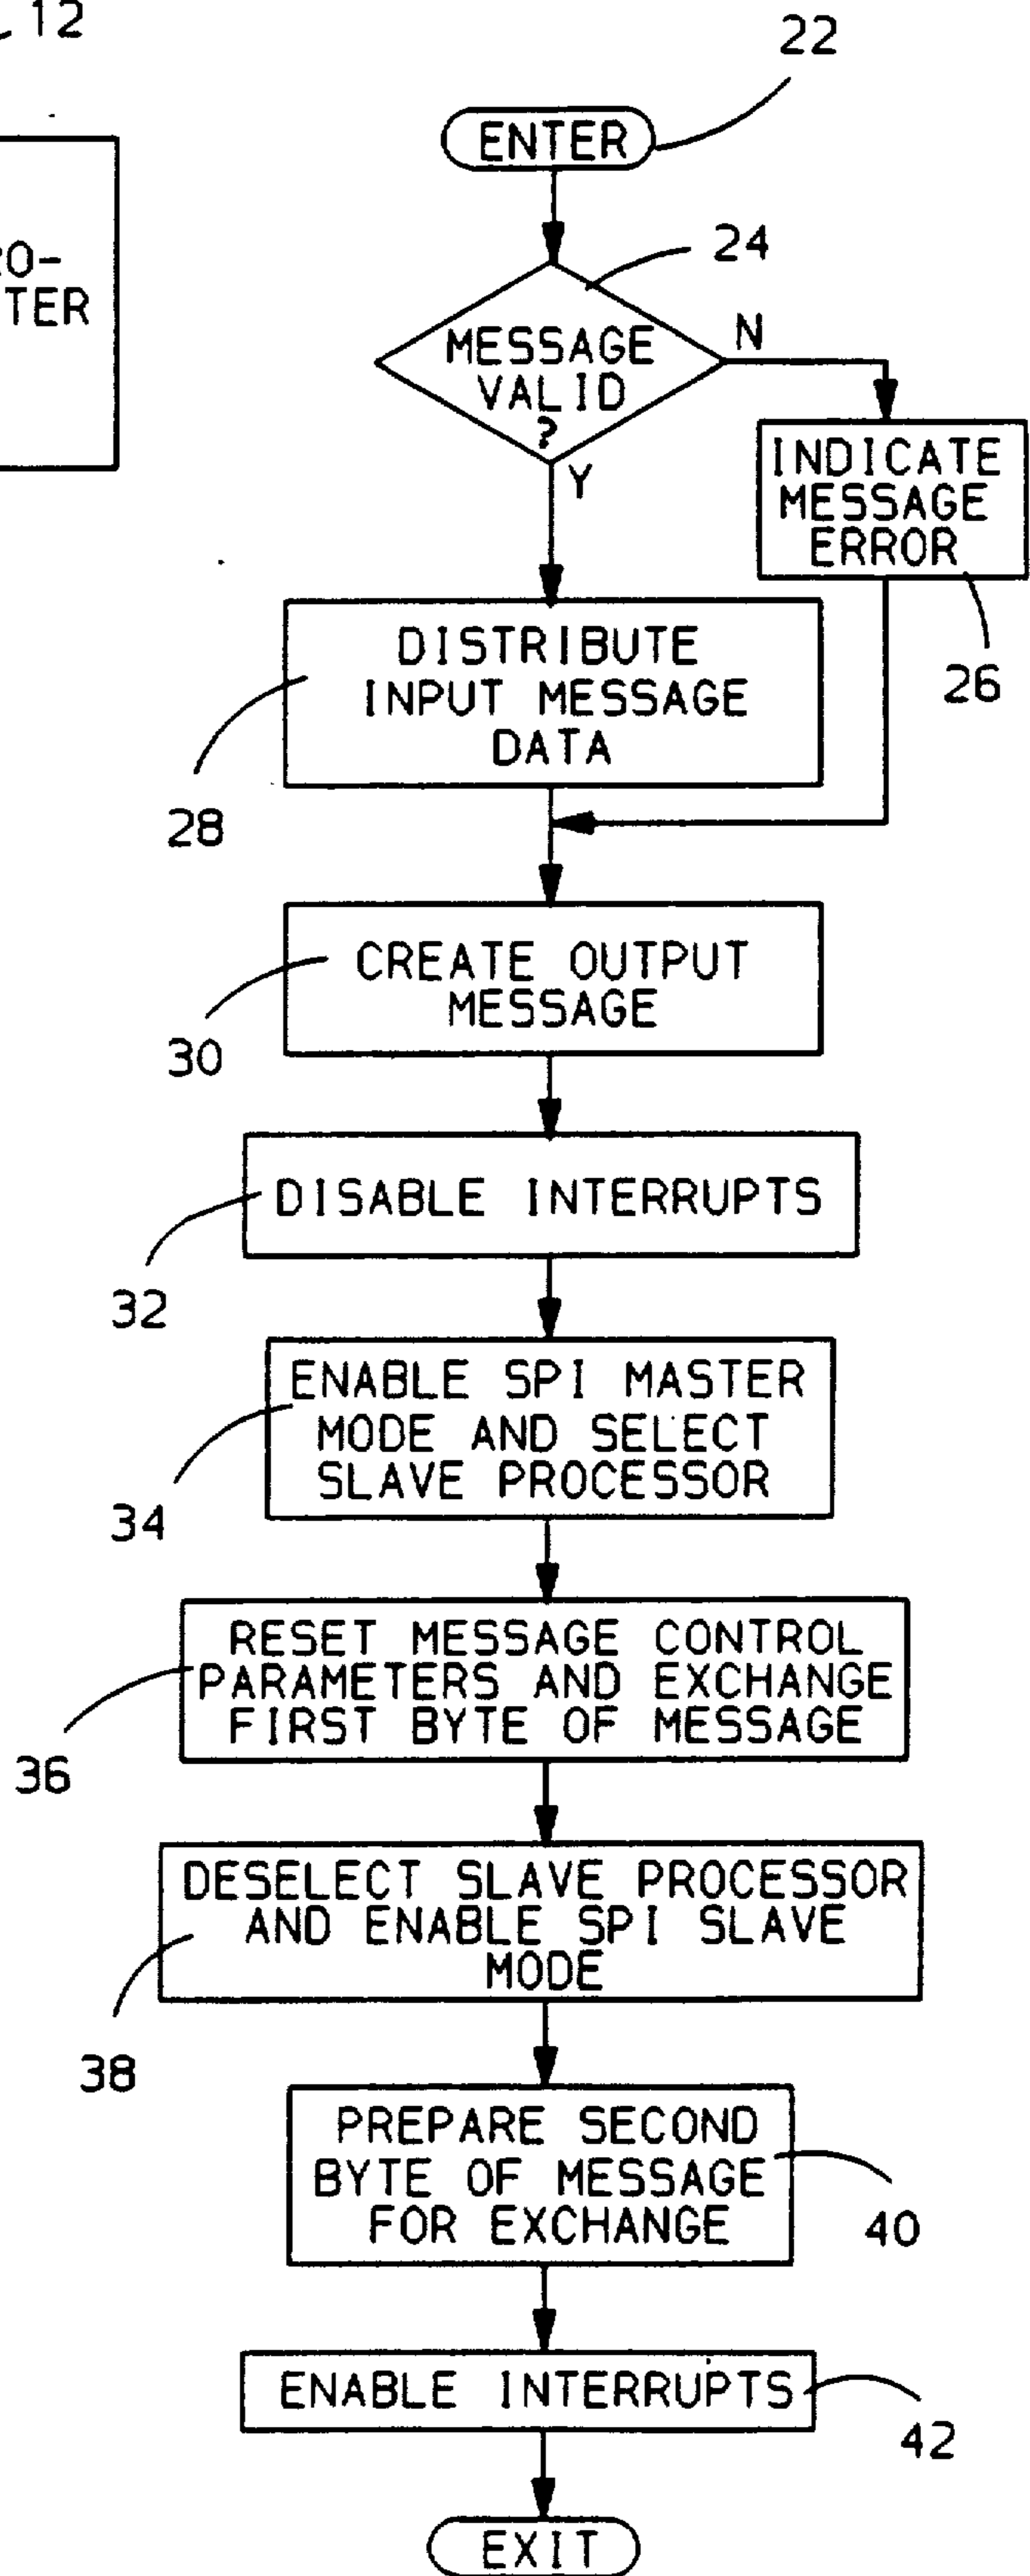 12
22
ENTER
24
RO-
TER
MESSAGE
VALID
?
N
Y
INDICATE
MESSAGE
ERROR
26
DISTRIBUTE
INPUT MESSAGE
DATA
28
CREATE OUTPUT
MESSAGE
30
DISABLE INTERRUPTS
32
ENABLE SPI MASTER
MODE AND SELECT
SLAVE PROCESSOR
34
RESET MESSAGE CONTROL
PARAMETERS AND EXCHANGE
FIRST BYTE OF MESSAGE
36
DESELECT SLAVE PROCESSOR
AND ENABLE SPI SLAVE
MODE
38
PREPARE SECOND
BYTE OF MESSAGE
FOR EXCHANGE
40
ENABLE INTERRUPTS
42
EXIT